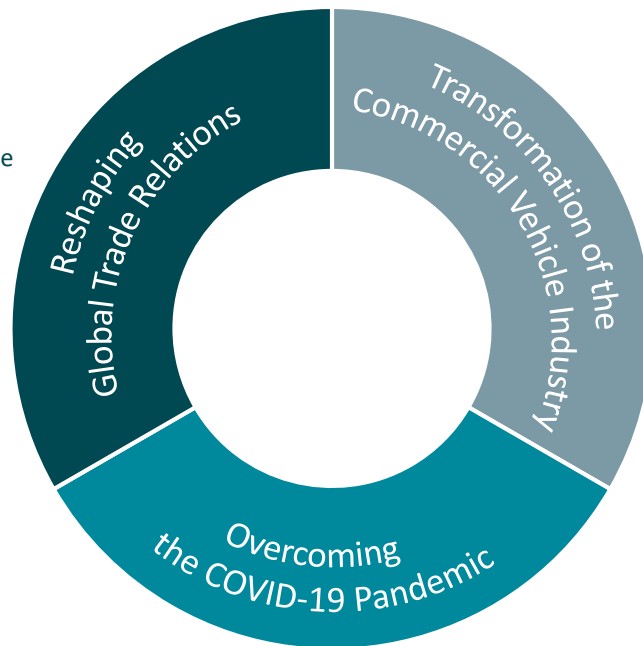 Reshaping
Global Trade Relations
Transformation of the
Commercial Vehicle Industry
e
Overcoming
the COVID-19 Pandemic